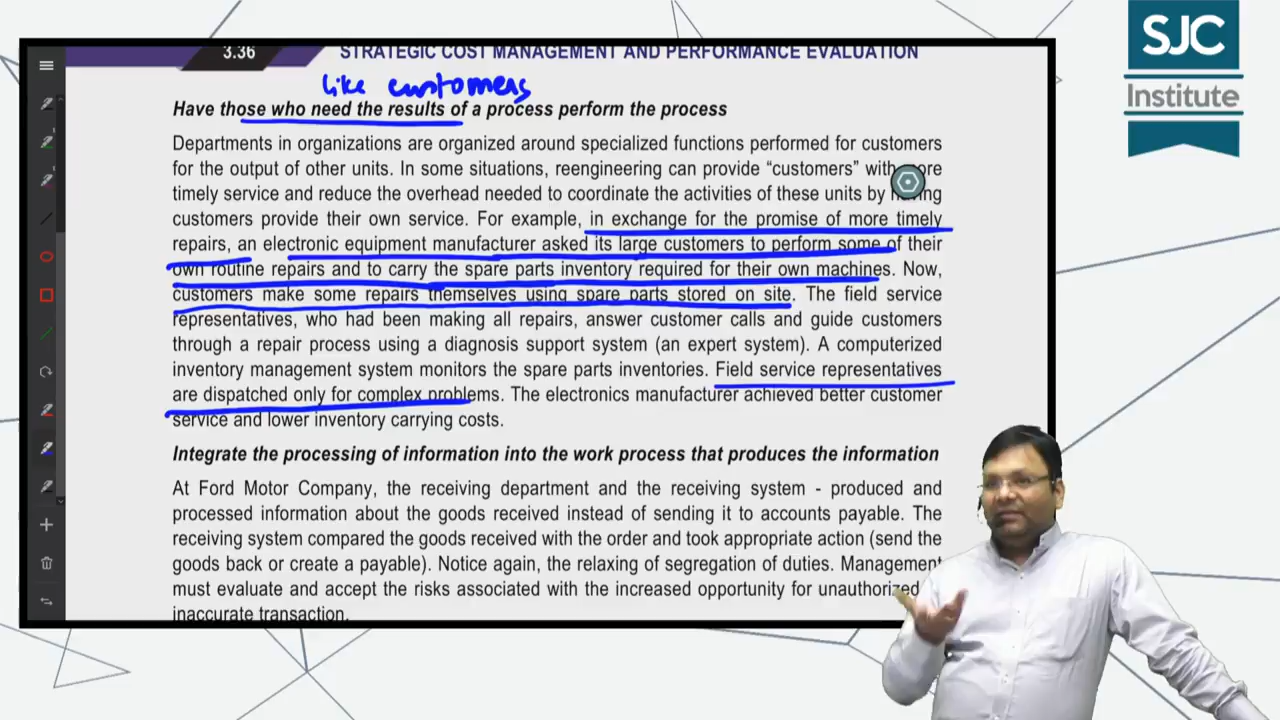 3.36 STRATEGIC COST MANAGEMENT AND PERFORMANCE EVALUATION
SJC
Institute
like customers
Have those who need the results of a process perform the process
Departments in organizations are organized around specialized functions performed for customers
for the output of other units. In some situations, reengineering can provide “customers” with
timely service and reduce the overhead needed to coordinate the activities of these units by
customers provide their own service. For example, in exchange for the promise of more timely
repairs, an electronic equipment manufacturer asked its large customers to perform some of their
own routine repairs and to carry the spare parts inventory required for their own machines. Now,
customers make some repairs themselves using spare parts stored on site. The field service
representatives, who had been making all repairs, answer customer calls and guide customers
through a repair process using a diagnosis support system (an expert system). A computerized
inventory management system monitors the spare parts inventories. Field service representatives
are dispatched only for complex problems. The electronics manufacturer achieved better customer
service and lower inventory carrying costs.
Integrate the processing of information into the work process that produces the information
At Ford Motor Company, the receiving department and the receiving system - produced and
processed information about the goods received instead of sending it to accounts payable. The
receiving system compared the goods received with the order and took appropriate action (send the
goods back or create a payable). Notice again, the relaxing of segregation of duties. Management
must evaluate and accept the risks associated with the increased opportunity for unauthorized
inaccurate transaction.